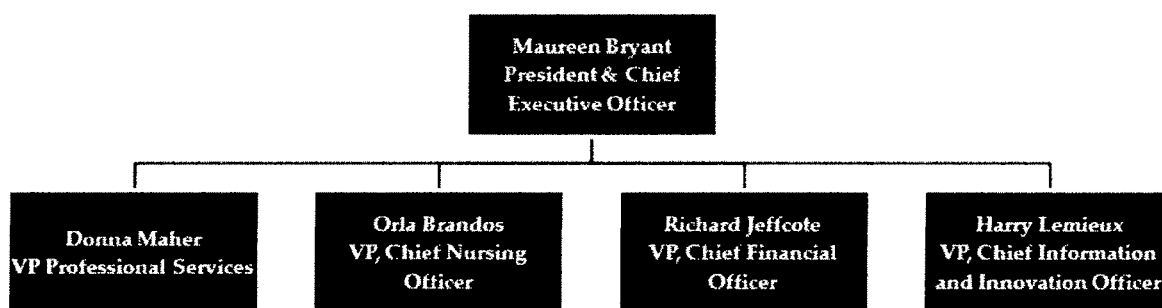 Maureen Bryant
President & Chief
Executive Officer
Donna Maher
VP Professional Services
Orla Brandos
VP, Chief Nursing
Officer
Richard Jeffcote
VP, Chief Financial
Officer
Harry Lemieux
VP, Chief Information
and Innovation Officer